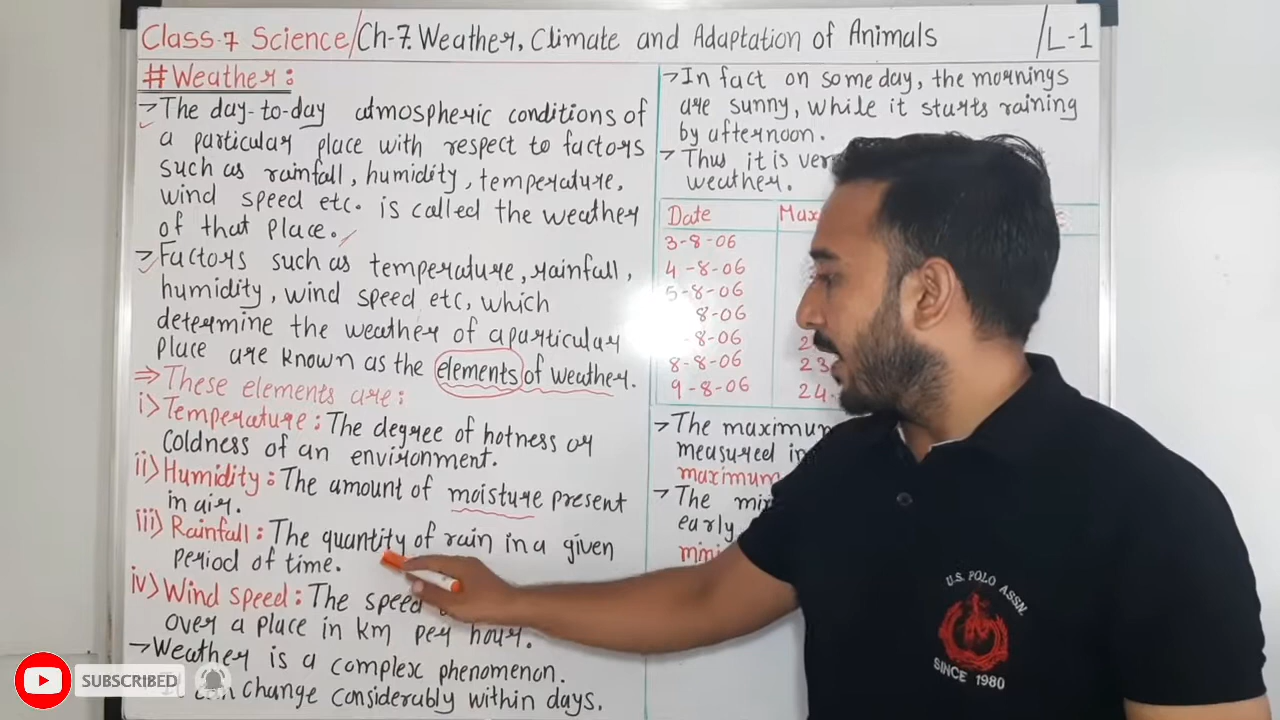 Class-7 Science/Ch-7. Weather, Climate and Adaptation of Animals /L-1
# Weather:
→ The day-to-day atmospheric conditions of
a particular place with respect to factors
such as rainfall, humidity, temperature,
wind speed etc. is called the weather
of that place.
→ Factors such as temperature, rainfall,
humidity, wind speed etc, which
determine the weather of a particular
place are known as the elements of weather.
⇒ These elements are:
i) Temperature: The degree of hotness or
coldness of an environment.
ii) Humidity: The amount of moisture present
in air.
iii) Rainfall: The quantity of rain in a given
period of time.
iv) Wind speed: The speed
over a place in km per hour.
→ Weather is a complex phenomenon.
can change considerably within days.
→ In fact on some day, the mornings
are sunny, while it starts raining
by afternoon.
→ Thus it is
weather.
Date
3-8-06
4-8-06
5-8-06
8-06
8-06
8-8-06 23
9-8-06 24.
→ The maximum
measured in
maximum
→ The
early
U.S. POLO ASSN.
SINCE 1980
SUBSCRIBED